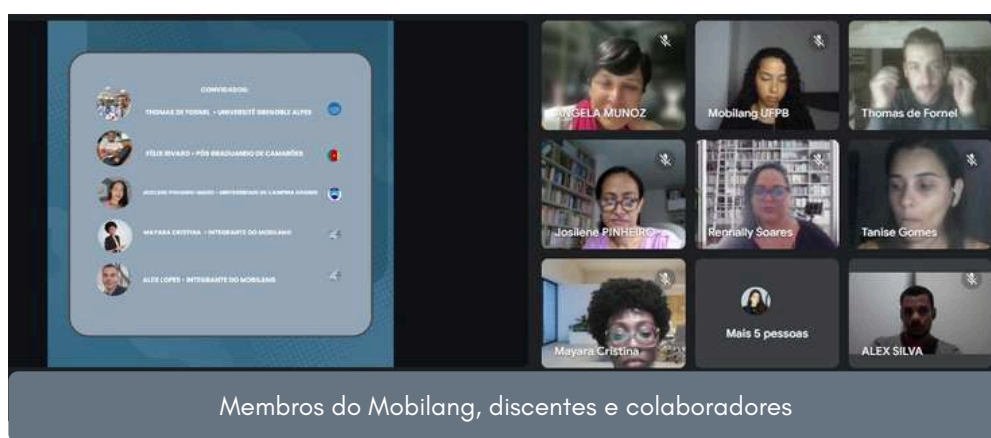 CONVIDADOS:
THOMAS DE FORNEL - UNIVERSITÉ GRENOBLE ALPES
FÉLIX RIVARD - PÓS GRADUANDO DE CAMARÕES
JOSILENE PINHEIRO
MAYARA CRISTINA - INTEGRANTE DO MOBILANG
ALEX LOPES - INTEGRANTE DO MOBILANG
ANGELA MUNOZ
Mobilang UFPB
Thomas de Fornel
Josilene PINHEIRO
Rennally Soares
Tanise Gomes
Mayara Cristina
Mais 5 pessoas
ALEX SILVA
Membros do Mobilang, discentes e colaboradores